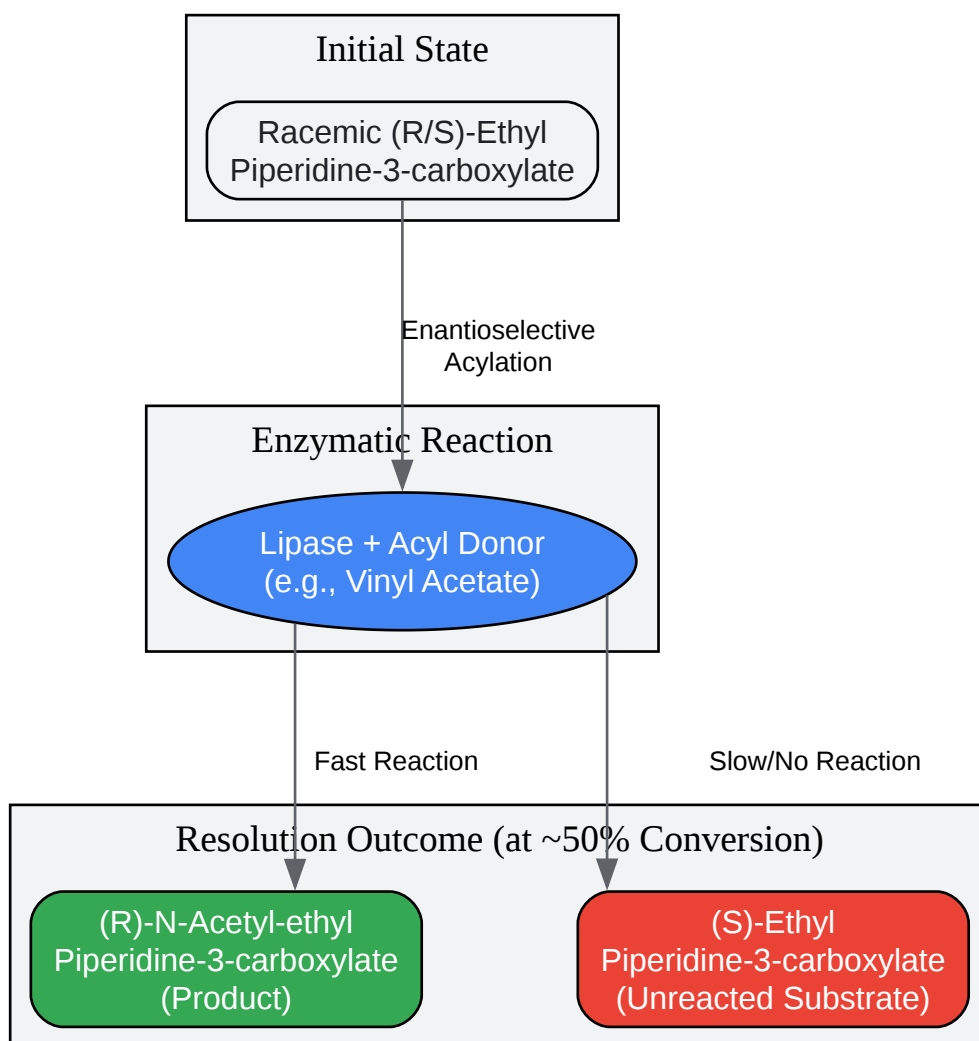 Initial State
Racemic (R/S)-Ethyl
Piperidine-3-carboxylate
Enantioselective
Acylation
Enzymatic Reaction
Lipase + Acyl Donor
(e.g., Vinyl Acetate)
Fast Reaction
Slow/No Reaction
Resolution Outcome (at ~50% Conversion)
(R)-N-Acetyl-ethyl
Piperidine-3-carboxylate
(Product)
(S)-Ethyl
Piperidine-3-carboxylate
(Unreacted Substrate)